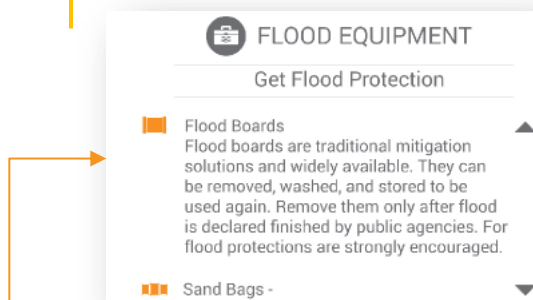 FLOOD EQUIPMENT
Get Flood Protection
Flood Boards
Flood boards are traditional mitigation
solutions and widely available. They can
be removed, washed, and stored to be
used again. Remove them only after flood
is declared finished by public agencies. For
flood protections are strongly encouraged.
Sand Bags -